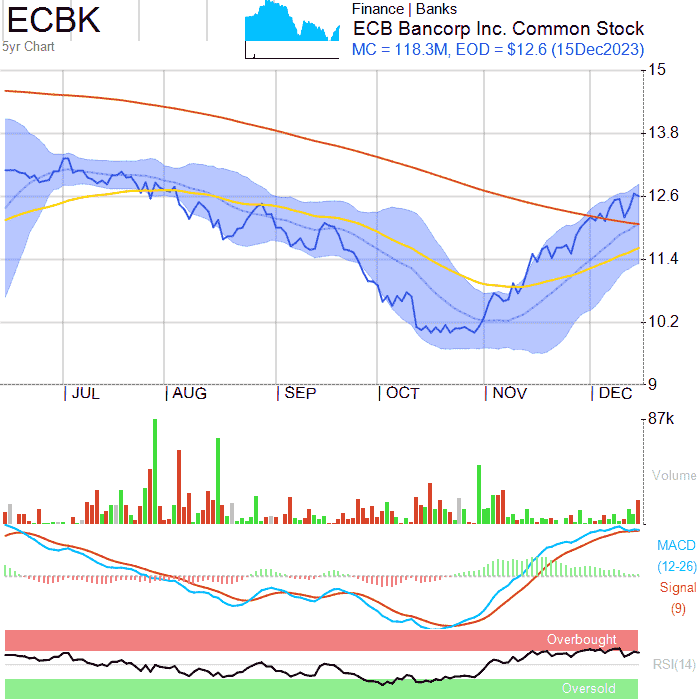 ECBK
5yr Chart
Finance | Banks
ECB Bancorp Inc. Common Stock
MC = 118.3M, EOD = $12.6 (15Dec2023)
15
13.8
12.6
11.4
10.2
9
JUL AUG SEP OCT NOV DEC
87k
Volume
MACD
(12-26)
Signal
(9)
Overbought
RSI(14)
Oversold